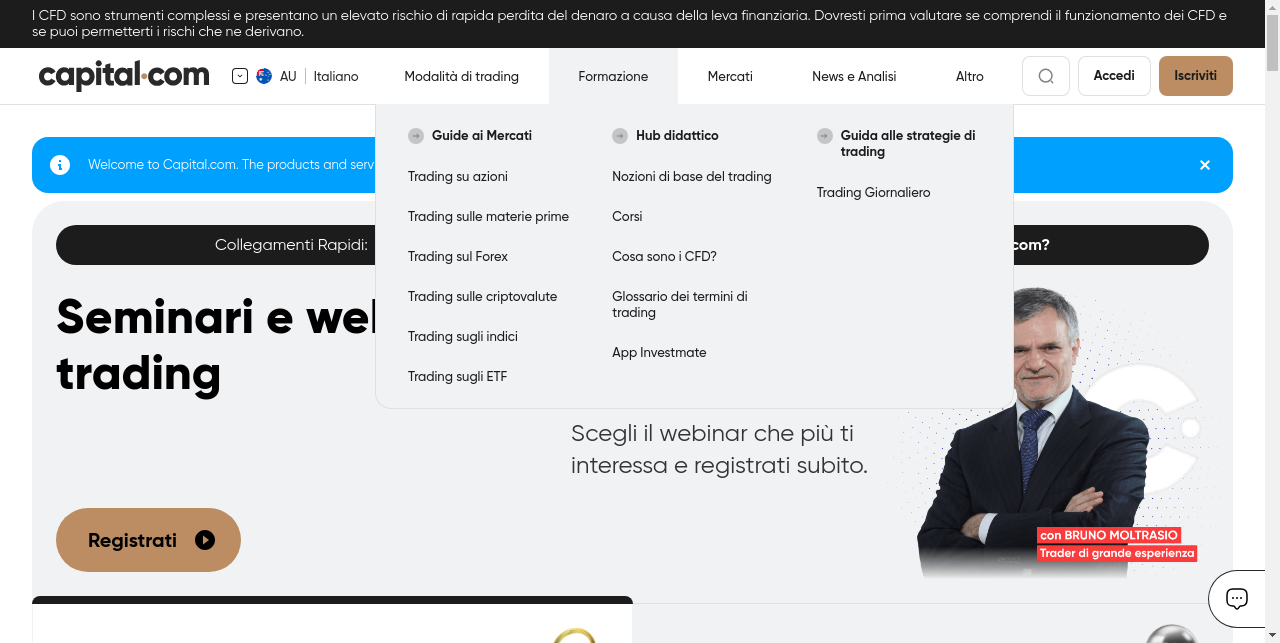 I CFD sono strumenti complessi e presentano un elevato rischio di rapida perdita del denaro a causa della leva finanziaria. Dovresti prima valutare se comprendi il funzionamento dei CFD e
se puoi permetterti i rischi che ne derivano.
capital.com
AU
Italiano
Modalità di trading
Formazione
Mercati
News e Analisi
Altro
Accedi
Iscriviti
Guide ai Mercati
Trading su azioni
Trading sulle materie prime
Trading sul Forex
Trading sulle criptovalute
Trading sugli indici
Trading sugli ETF
Hub didattico
Nozioni di base del trading
Corsi
Cosa sono i CFD?
Glossario dei termini di
trading
App Investmate
Guida alle strategie di
trading
Trading Giornaliero
Welcome to Capital.com. The products and serv
Collegamenti Rapidi:
com?
Seminari e we
trading
Scegli il webinar che più ti
interessa e registrati subito.
Registrati
con BRUNO MOLTRASIO
Trader di grande esperienza